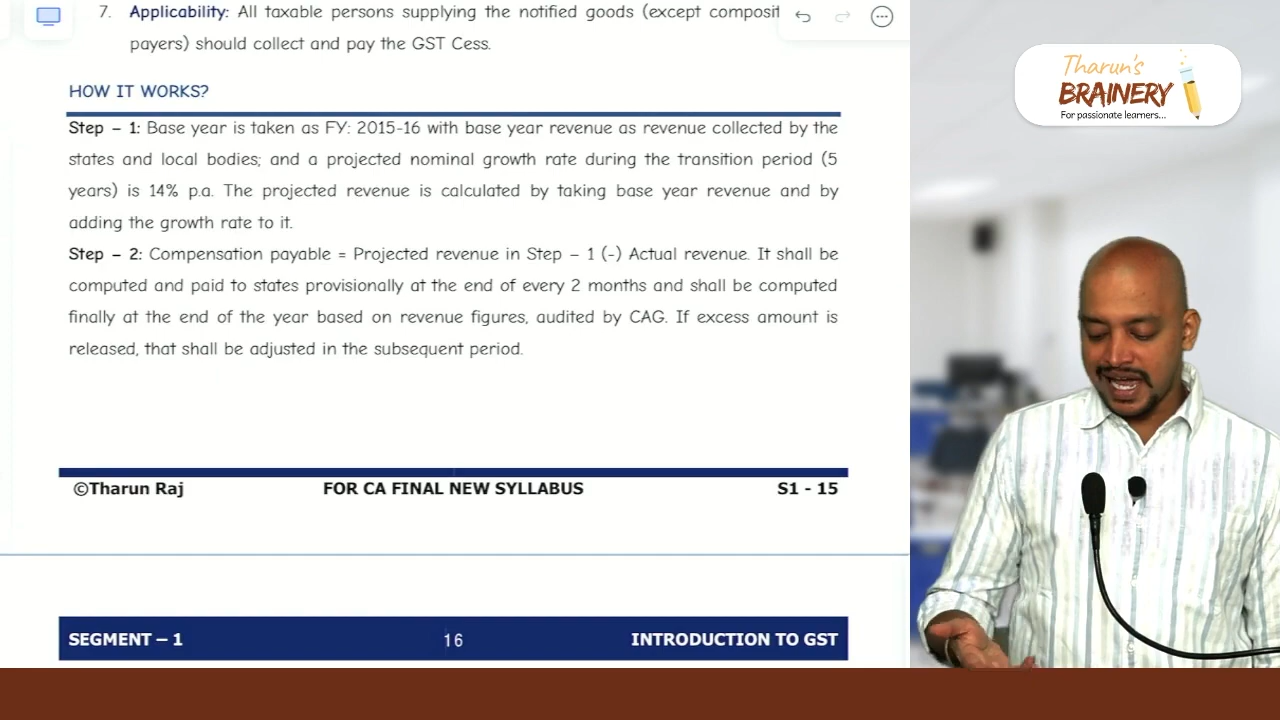 7. Applicability: All taxable persons supplying the notified goods (except composit
payers) should collect and pay the GST Cess.
HOW IT WORKS?
Step – 1: Base year is taken as FY: 2015-16 with base year revenue as revenue collected by the
states and local bodies; and a projected nominal growth rate during the transition period (5
years) is 14% p.a. The projected revenue is calculated by taking base year revenue and by
adding the growth rate to it.
Step – 2: Compensation payable = Projected revenue in Step – 1 (-) Actual revenue. It shall be
computed and paid to states provisionally at the end of every 2 months and shall be computed
finally at the end of the year based on revenue figures, audited by CAG. If excess amount is
released, that shall be adjusted in the subsequent period.
©Tharun Raj FOR CA FINAL NEW SYLLABUS S1 - 15
SEGMENT – 1 16 INTRODUCTION TO GST
Tharun's
BRAINERY
For passionate learners...